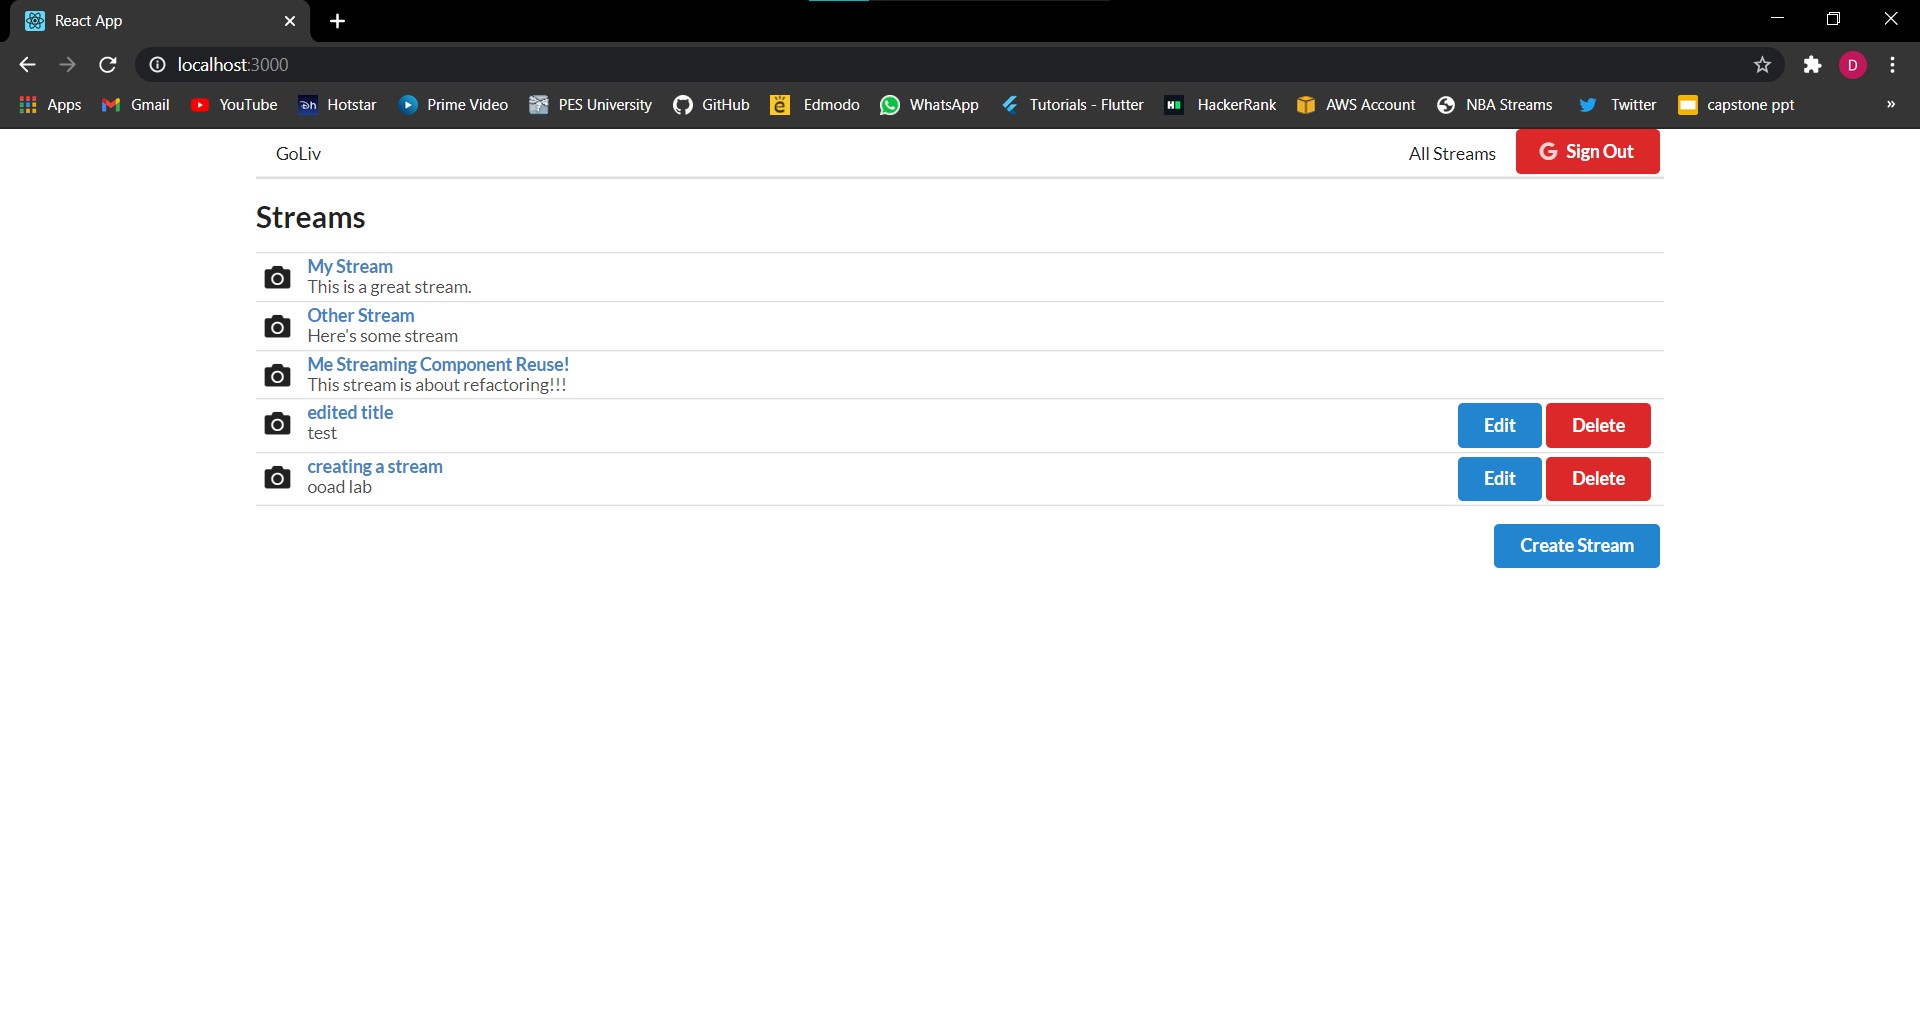 React App
localhost:3000
Apps Gmail YouTube Hotstar Prime Video PES University GitHub Edmodo WhatsApp Tutorials - Flutter HackerRank AWS Account NBA Streams Twitter capstone ppt »
D
GoLiv All Streams Sign Out
Streams
My Stream
This is a great stream.
Other Stream
Here's some stream
Me Streaming Component Reuse!
This stream is about refactoring!!!
edited title
test
Edit Delete
creating a stream
ooad lab
Edit Delete
Create Stream